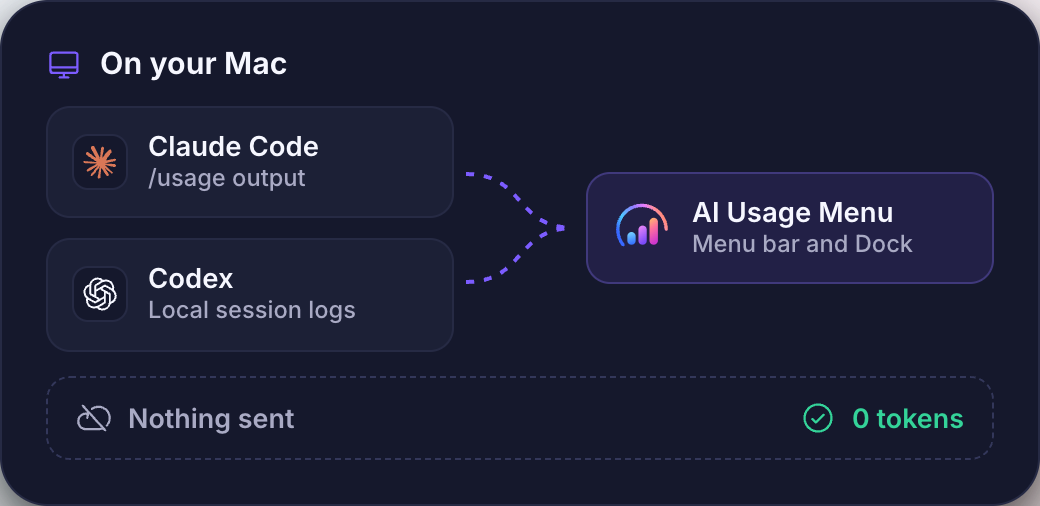 On your Mac
Claude Code
/usage output
Codex
Local session logs
AI Usage Menu
Menu bar and Dock
Nothing sent
0 tokens